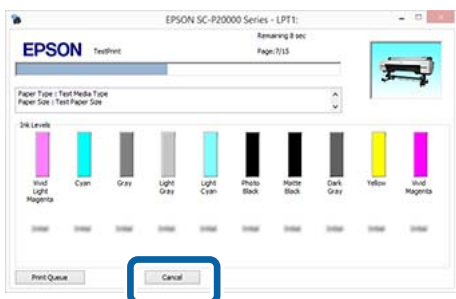 EPSON SC-P20000 Series - LPT1:
Remaining 8 sec
EPSON TestPrint Page:7/15
Paper Type : Test Media Type
Paper Size : Test Paper Size
Ink Levels
Vivid Light Magenta
Cyan
Gray
Light Gray
Light Cyan
Photo Black
Matte Black
Dark Gray
Yellow
Vivid Magenta
Print Queue Cancel